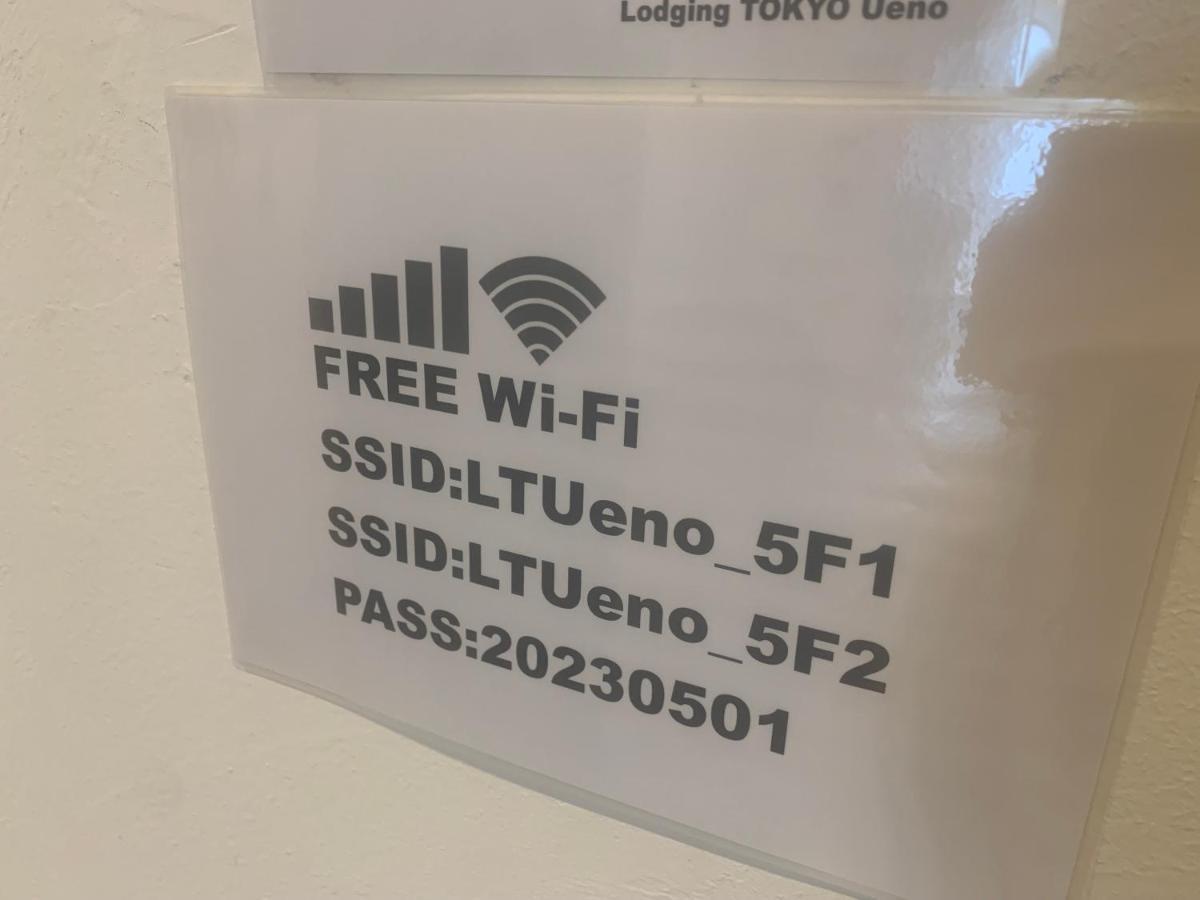 Lodging TOKYO Ueno
FREE Wi-Fi
SSID:LTUeno_5F1
SSID:LTUeno_5F2
PASS:20230501